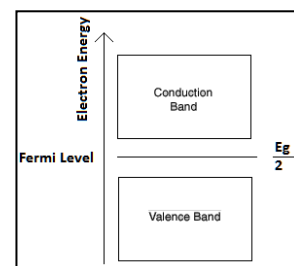 Electron Energy
Conduction
Band
Fermi Level
Eg
2
Valence Band